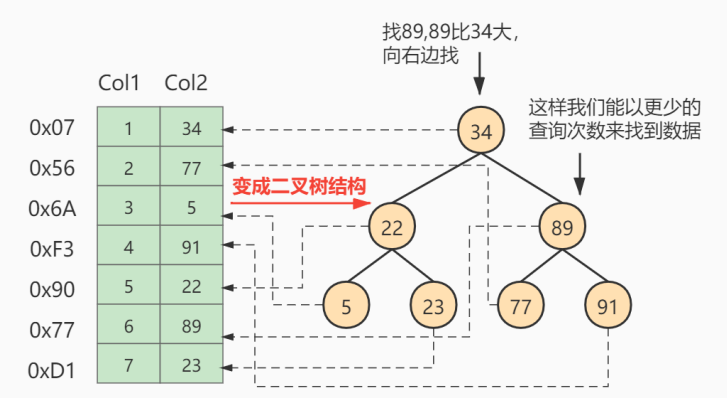 找89,89比34大，
向右边找
Col1 Col2
这样我们能以更少的
查询次数来找到数据
0x07 1 34
0x56 2 77
0x6A 3 5
0xF3 4 91
0x90 5 22
0x77 6 89
0xD1 7 23
变成二叉树结构
34
22 89
5 23 77 91